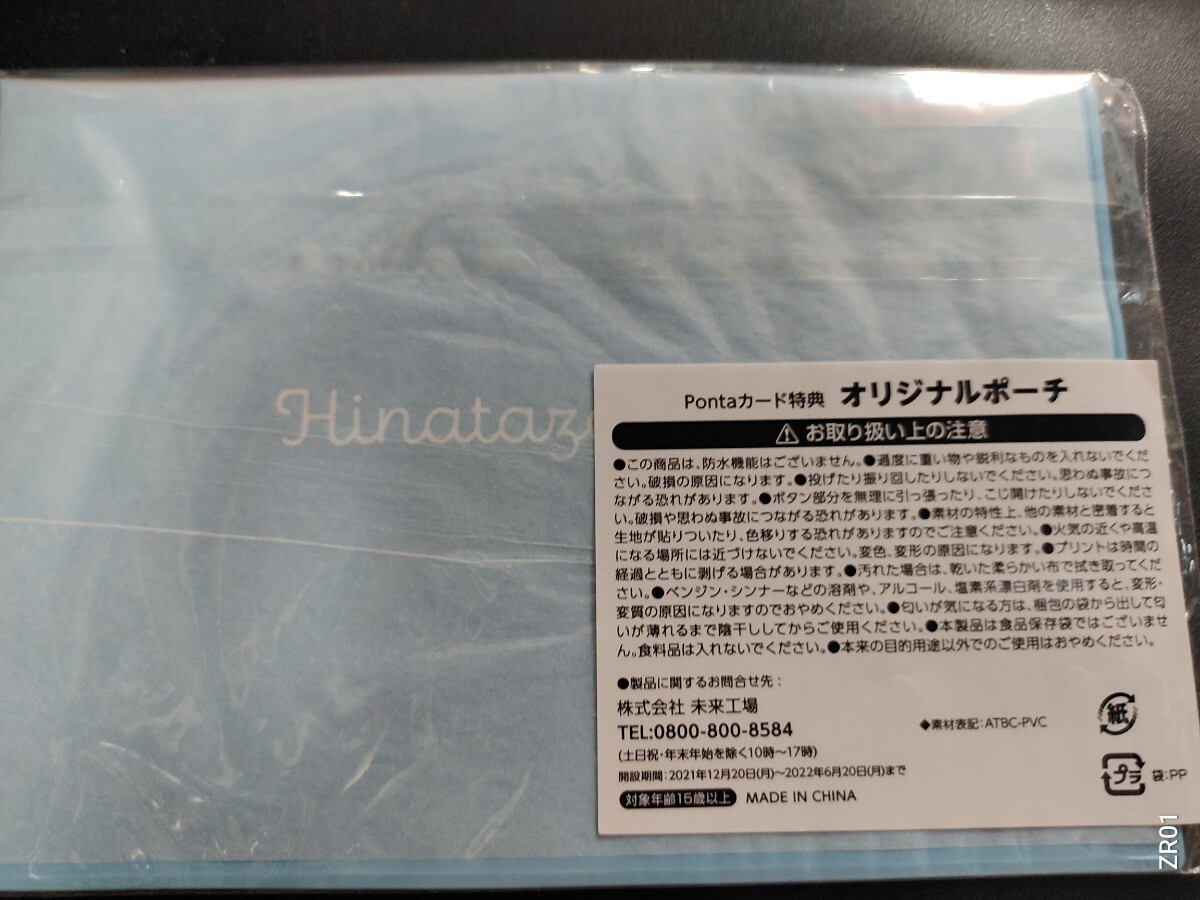 Hinataz
Pontaカード特典 オリジナルポーチ
⚠お取り扱い上の注意
●この商品は、防水機能はございません。●過度に重い物や鋭利なものを入れないでくだ
さい。破損の原因になります。●投げたり振り回したりしないでください。思わぬ事故につ
ながる恐れがあります。●ボタン部分を無理に引っ張ったり、こじ開けたりしないでくださ
い。破損や思わぬ事故につながる恐れがあります。●素材の特性上、他の素材と密着すると
生地が貼りついたり、色移りする恐れがありますのでご注意ください。●火気の近くや高温
になる場所には近づけないでください。変色、変形の原因になります。●プリントは時間の
経過とともに剥げる場合があります。●汚れた場合は、乾いた柔らかい布で拭き取ってくだ
さい。●ベンジン・シンナーなどの溶剤や、アルコール、塩素系漂白剤を使用すると、変形・
変質の原因になりますのでおやめください。●匂いが気になる方は、梱包の袋から出して匂
いが薄れるまで陰干ししてからご使用ください。●本製品は食品保存袋ではございませ
ん。食料品は入れないでください。●本来の目的用途以外でのご使用はおやめください。
●製品に関するお問合せ先：
株式会社 未来工場
TEL:0800-800-8584
(土日祝・年末年始を除く10時〜17時)
開設期間：2021年12月20日(月)〜2022年6月20日(月)まで
対象年齢15歳以上 MADE IN CHINA
◆素材表記：ATBC-PVC
紙
プラ 袋：PP
ZR01